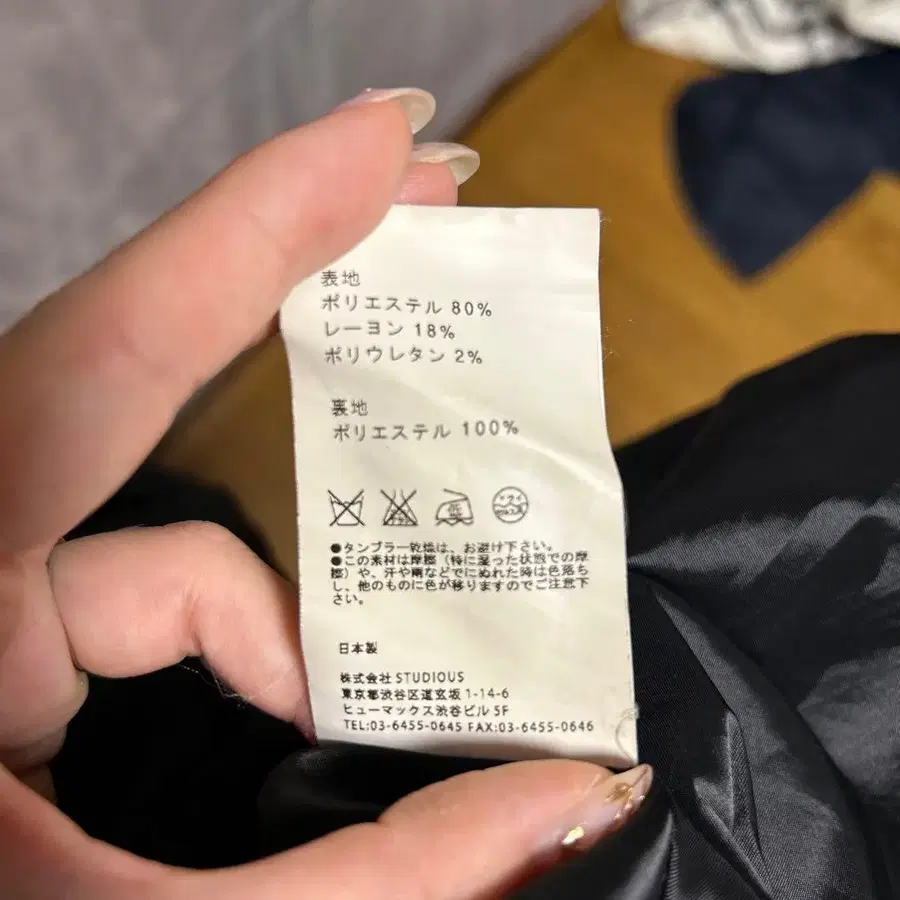 表地
ポリエステル 80%
レーヨン 18%
ポリウレタン 2%
裏地
ポリエステル 100%
低
●タンブラー乾燥は、お避け下さい。
●この素材は摩擦(特に湿った状態での摩
擦)や、汗や雨などでにぬれた時は色落ち
し、他のものに色が移りますのでご注意下
さい。
日本製
株式会社 STUDIOUS
東京都渋谷区道玄坂 1-14-6
ヒューマックス渋谷ビル 5F
TEL:03-6455-0645 FAX:03-6455-0646